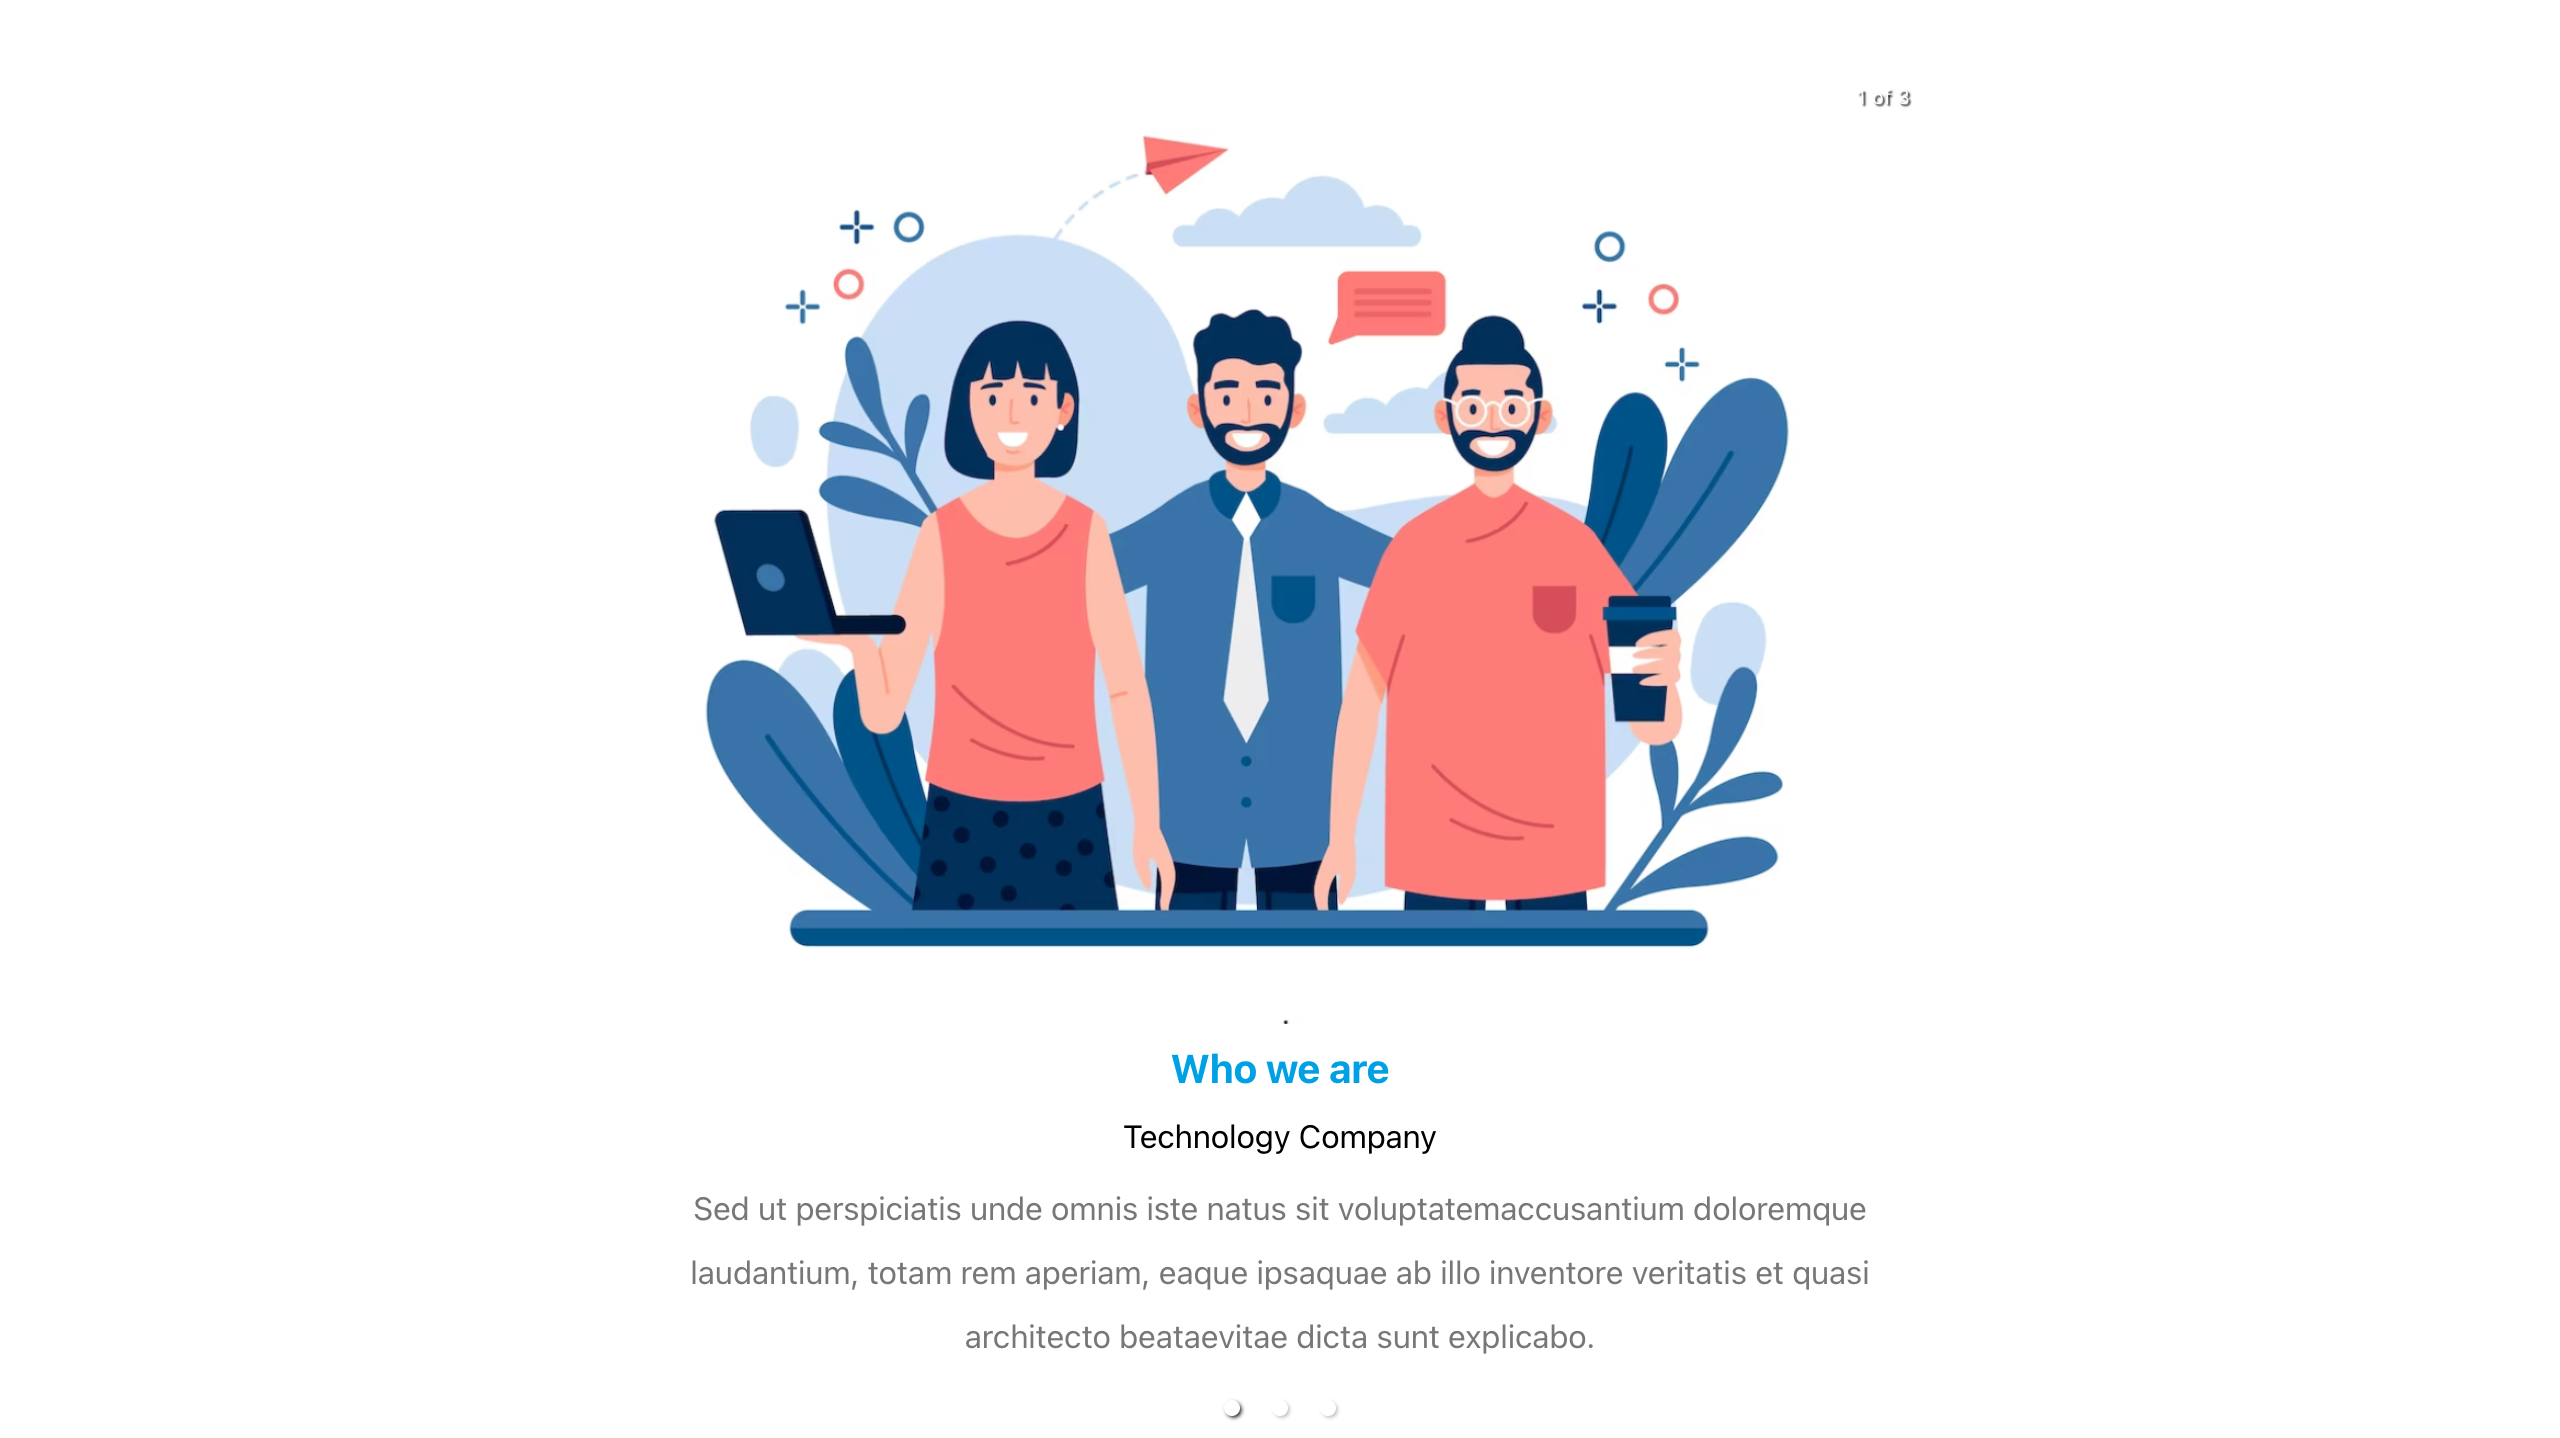 1 of 3
.
Who we are
Technology Company
Sed ut perspiciatis unde omnis iste natus sit voluptatemaccusantium doloremque
laudantium, totam rem aperiam, eaque ipsaquae ab illo inventore veritatis et quasi
architecto beataevitae dicta sunt explicabo.